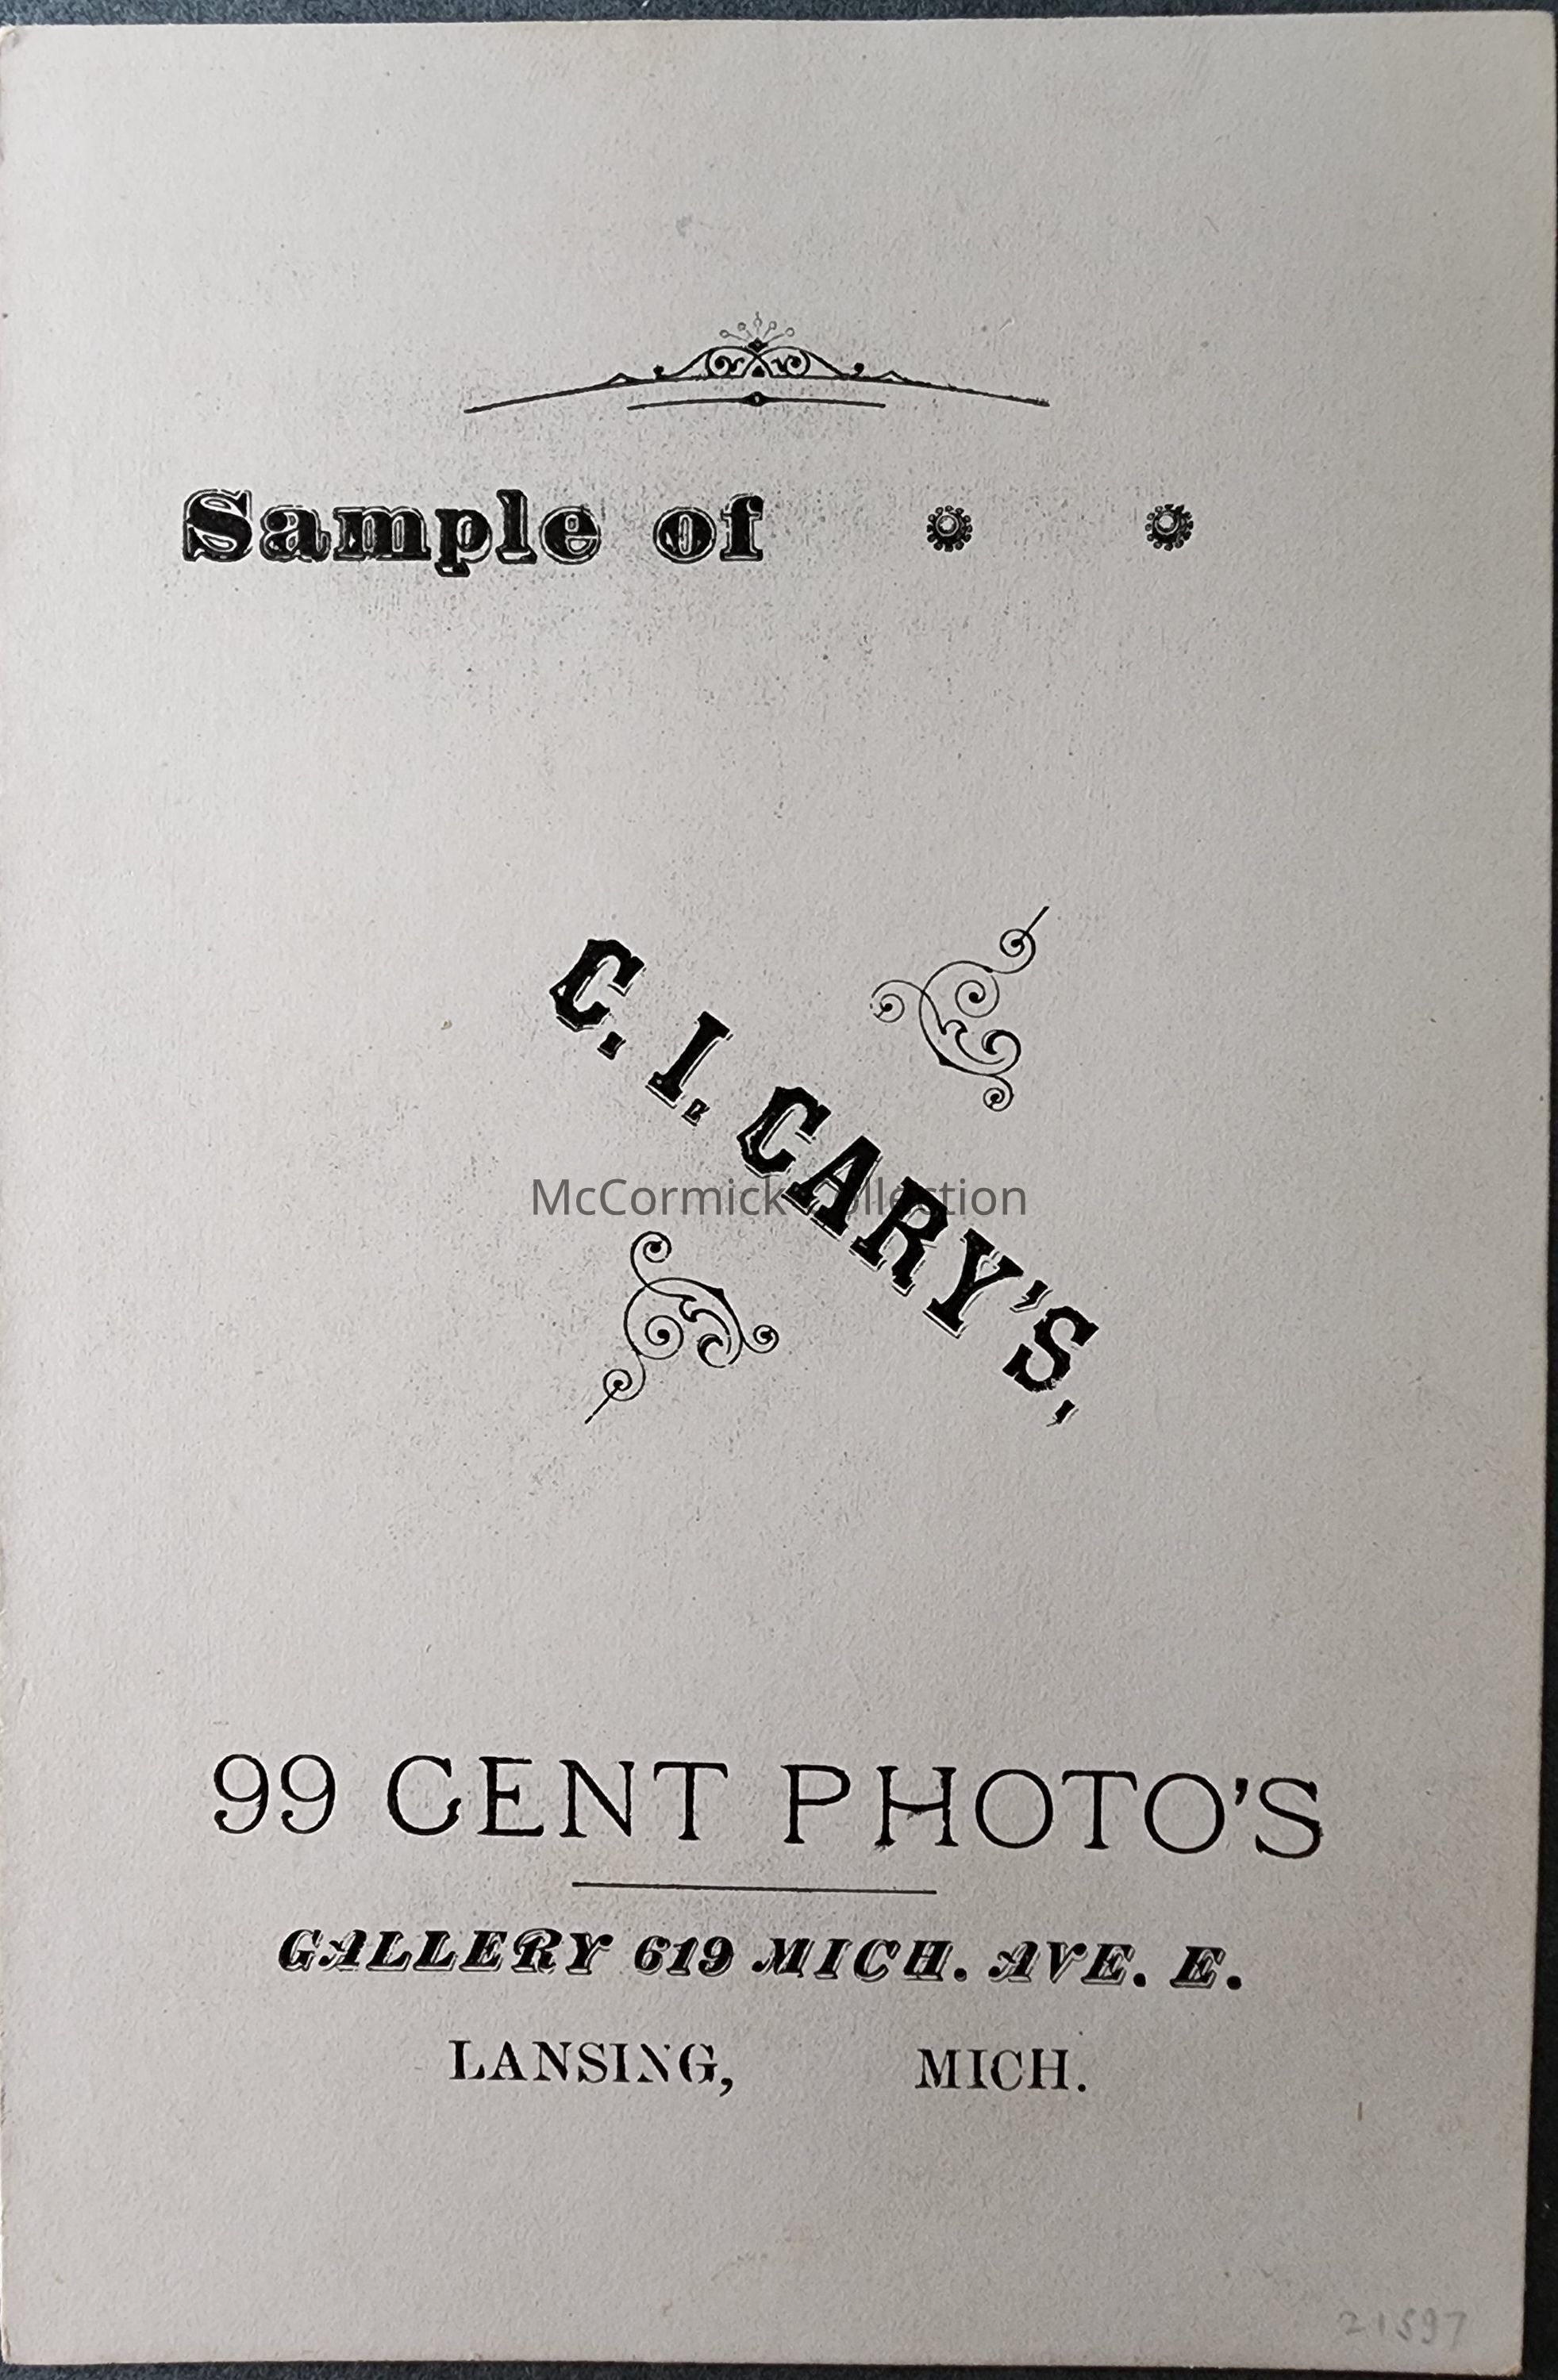 Sample of
C. I. CARY'S,
McCormick Collection
99 CENT PHOTO'S
GALLERY 619 MICH. AVE. E.
LANSING, MICH.
21597